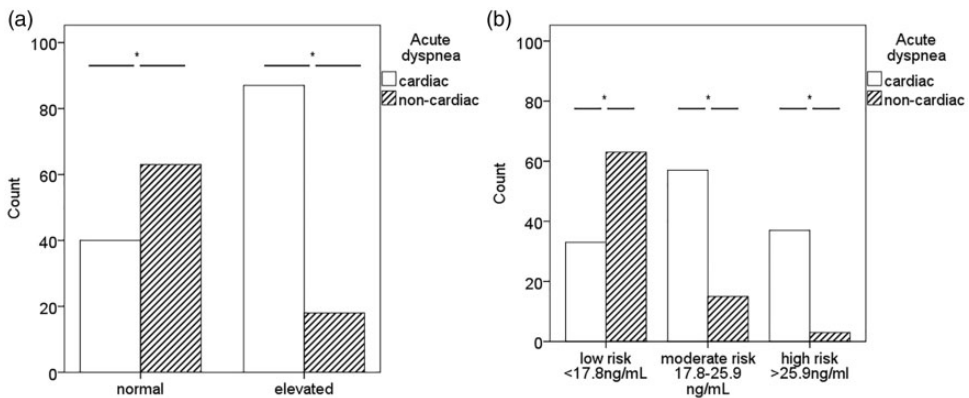 (a)
Acute
dyspnea
cardiac
non-cardiac
*
*
100
80
60
40
20
0
Count
normal
elevated
(b)
Acute
dyspnea
cardiac
non-cardiac
*
*
*
100
80
60
40
20
0
Count
low risk
<17.8ng/mL
moderate risk
17.8-25.9
ng/mL
high risk
>25.9ng/ml